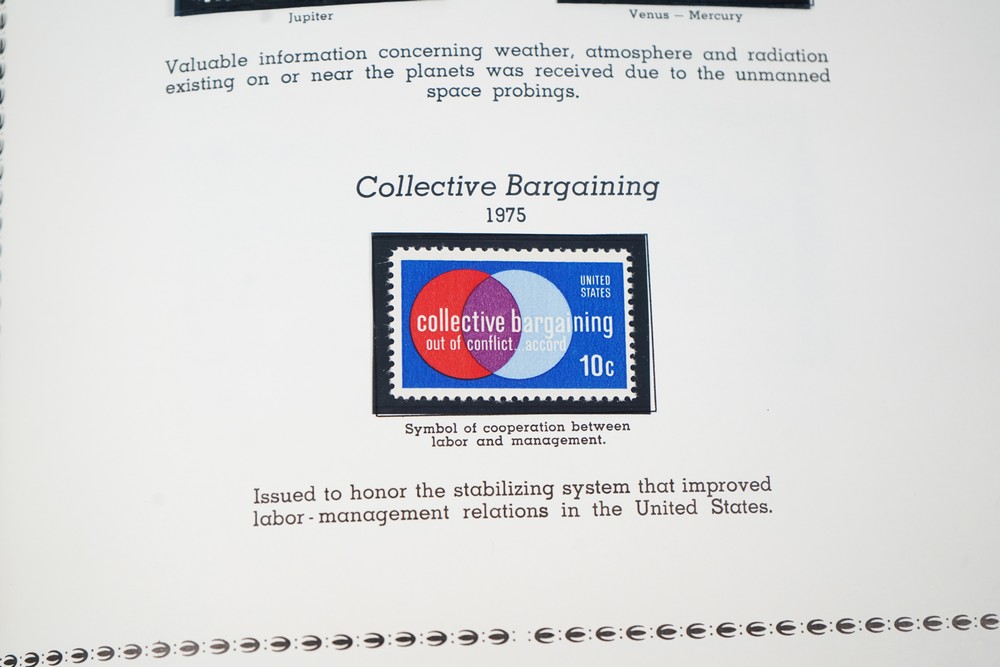 Jupiter
Venus – Mercury
Valuable information concerning weather, atmosphere and radiation
existing on or near the planets was received due to the unmanned
space probings.
Collective Bargaining
1975
UNITED
STATES
collective bargaining
out of conflict...accord
10c
Symbol of cooperation between
labor and management.
Issued to honor the stabilizing system that improved
labor-management relations in the United States.